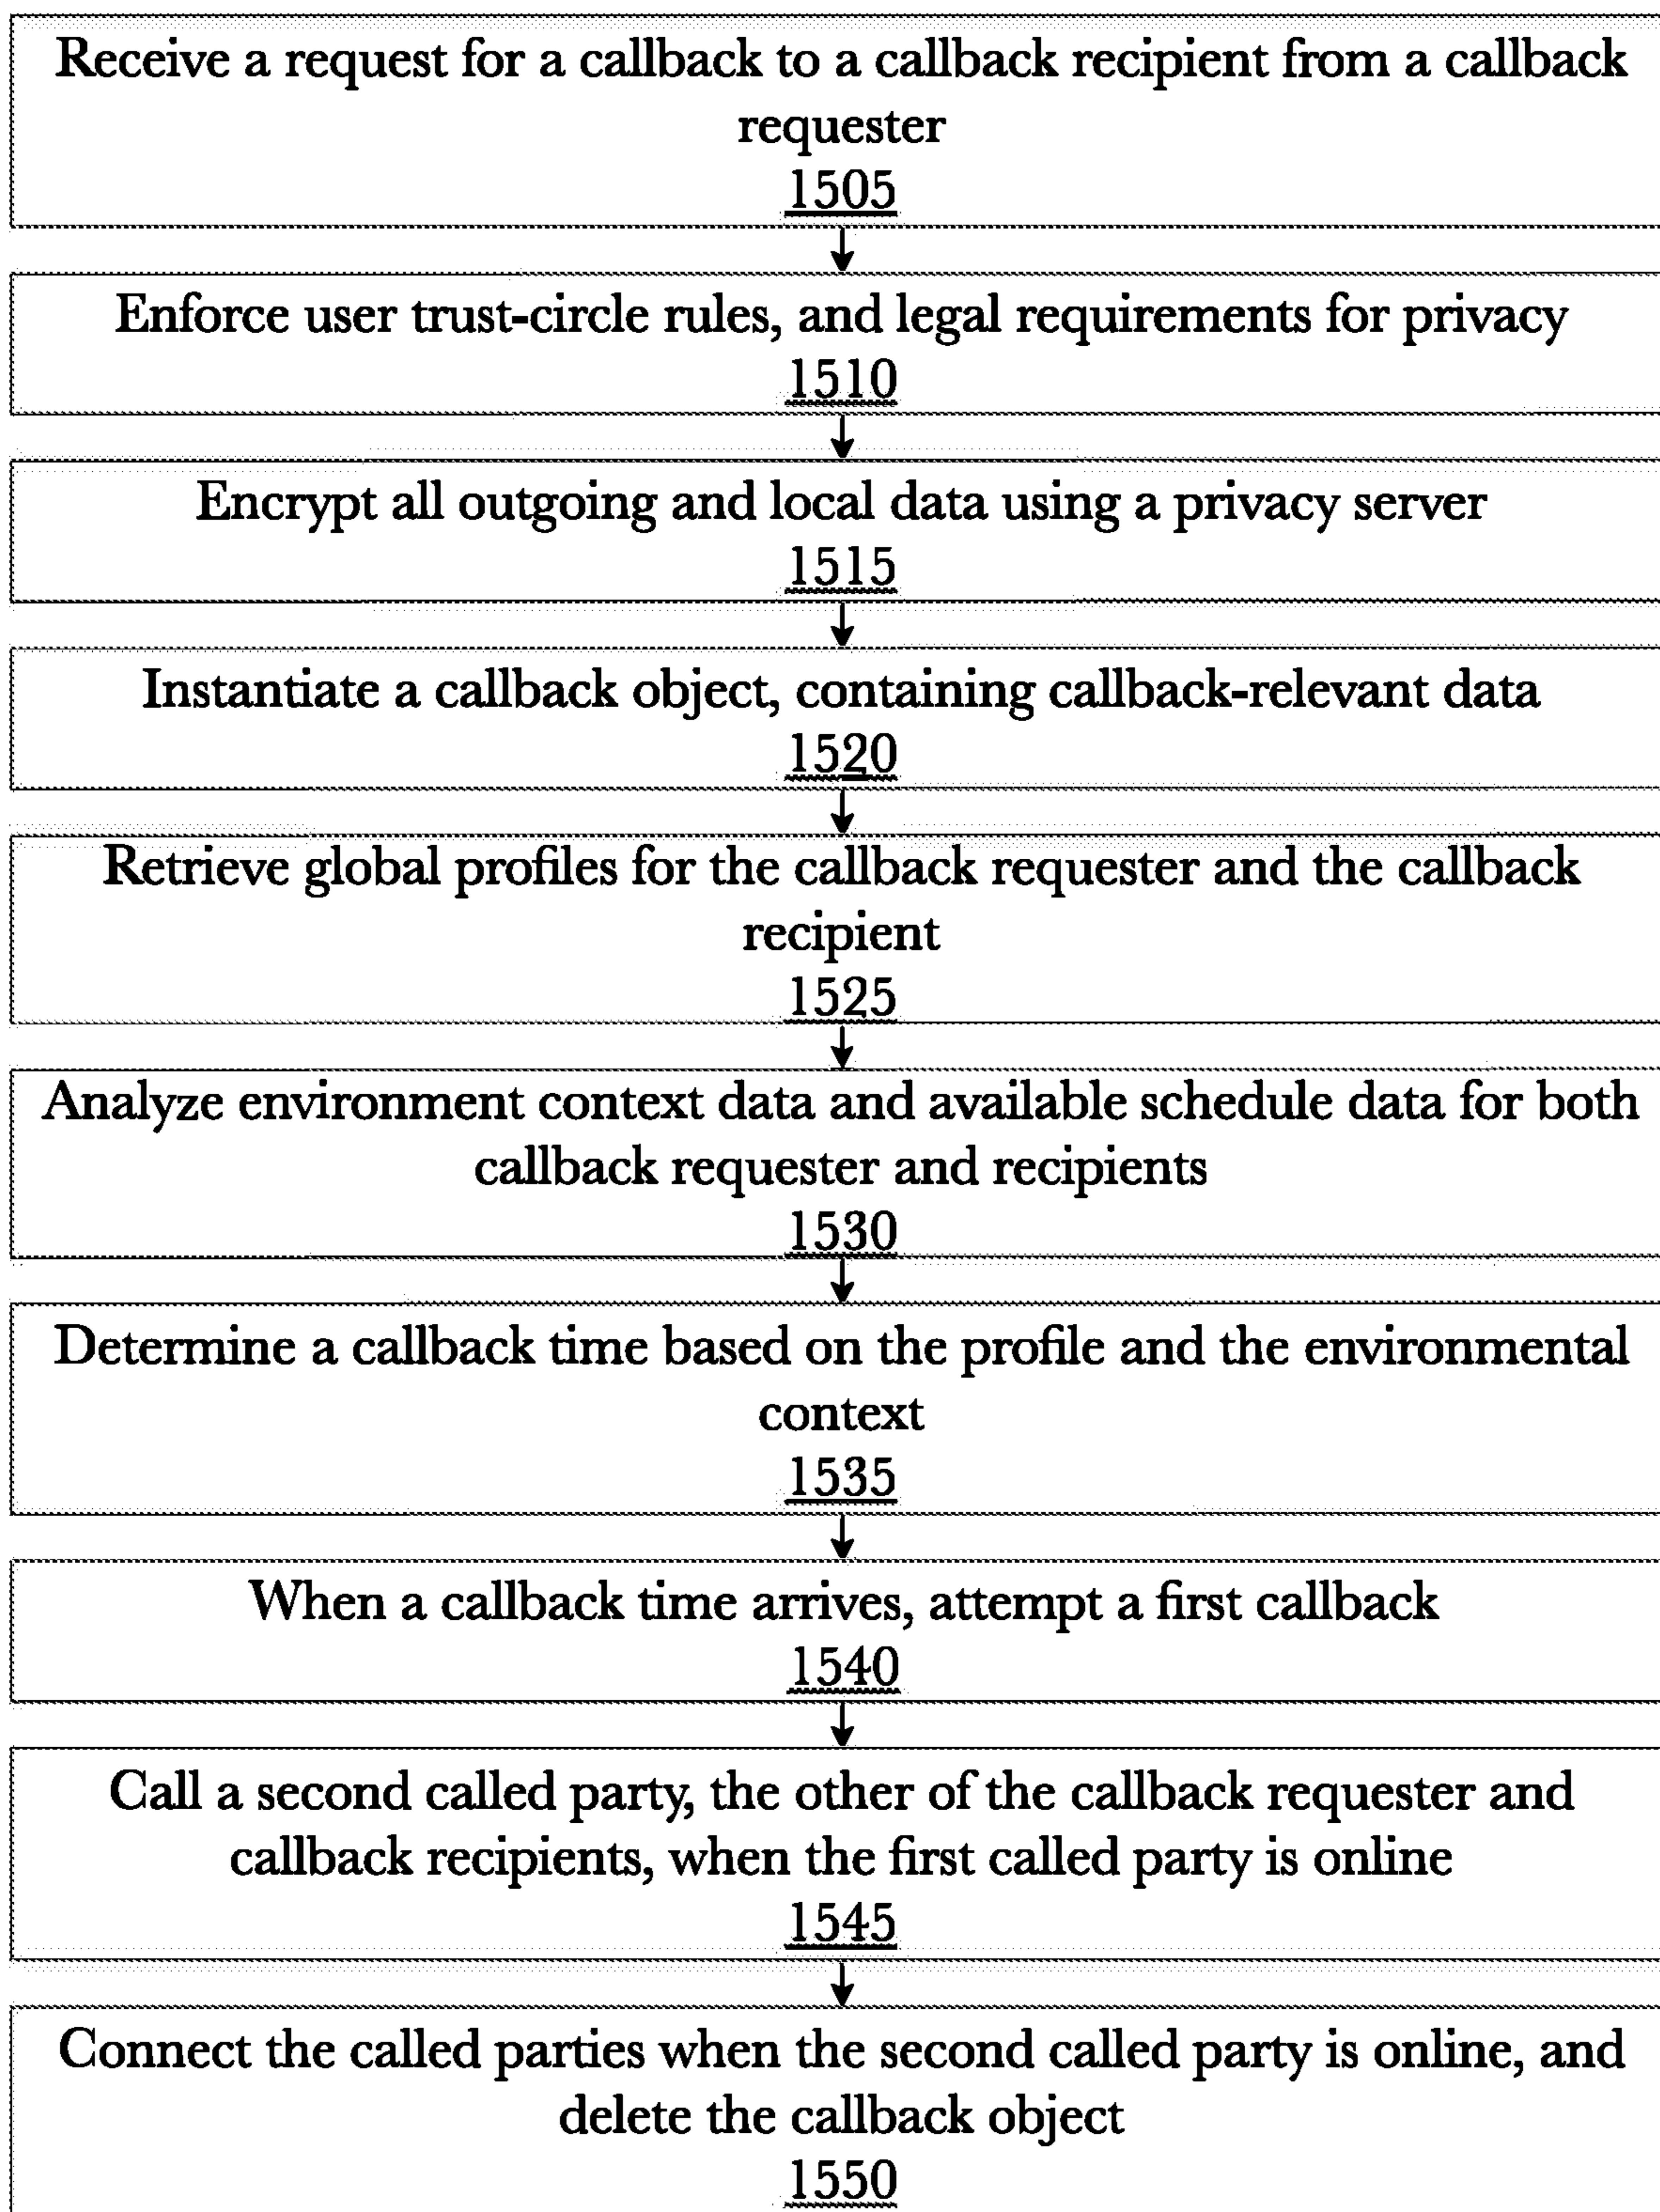 Receive a request for a callback to a callback recipient from a callback
requester
1505
Enforce user trust-circle rules, and legal requirements for privacy
1510
Encrypt all outgoing and local data using a privacy server
1515
Instantiate a callback object, containing callback-relevant data
1520
Retrieve global profiles for the callback requester and the callback
recipient
1525
Analyze environment context data and available schedule data for both
callback requester and recipients
1530
Determine a callback time based on the profile and the environmental
context
1535
When a callback time arrives, attempt a first callback
1540
Call a second called party, the other of the callback requester and
callback recipients, when the first called party is online
1545
Connect the called parties when the second called party is online, and
delete the callback object
1550